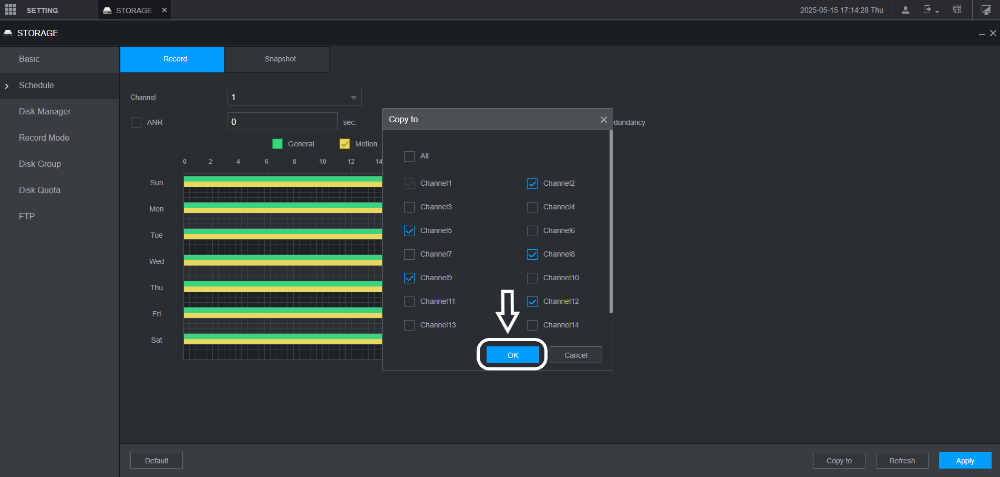 SETTING
STORAGE
2025-05-15 17:14:28 Thu
STORAGE
Basic
Schedule
Disk Manager
Record Mode
Disk Group
Disk Quota
FTP
Record
Snapshot
Channel
1
ANR
0
sec.
edundancy
General
Motion
0 2 4 6 8 10 12 14
Sun
Mon
Tue
Wed
Thu
Fri
Sat
Copy to
All
Channel1
Channel2
Channel3
Channel4
Channel5
Channel6
Channel7
Channel8
Channel9
Channel10
Channel11
Channel12
Channel13
Channel14
OK
Cancel
Default
Copy to
Refresh
Apply